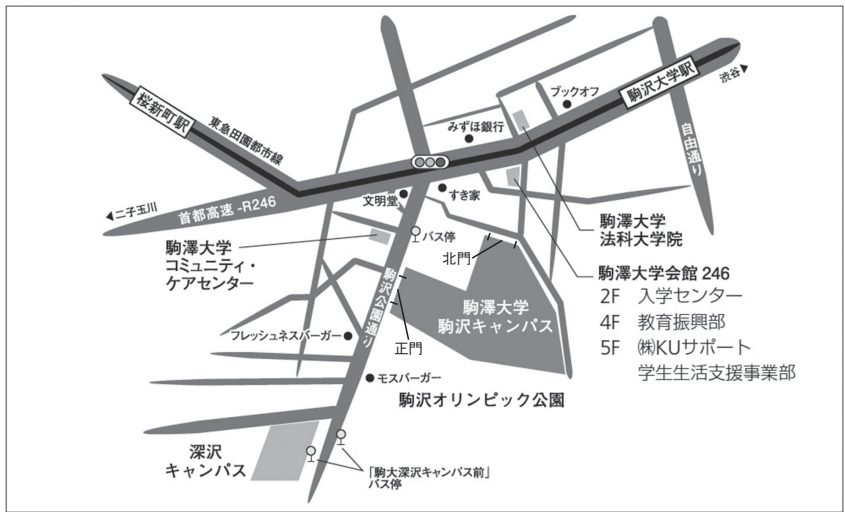 桜新町駅
東急田園都市線
みずほ銀行
ブックオフ
駒沢大学駅
渋谷
自由通り
二子玉川
首都高速-R246
文明堂
すき家
バス停
北門
駒澤大学
法科大学院
駒澤大学
コミュニティ・
ケアセンター
駒沢公園通り
駒澤大学
駒沢キャンパス
駒澤大学会館 246
2F 入学センター
4F 教育振興部
5F ㈱KUサポート
学生生活支援事業部
フレッシュネスバーガー
正門
モスバーガー
駒沢オリンピック公園
深沢
キャンパス
「駒大深沢キャンパス前」
バス停